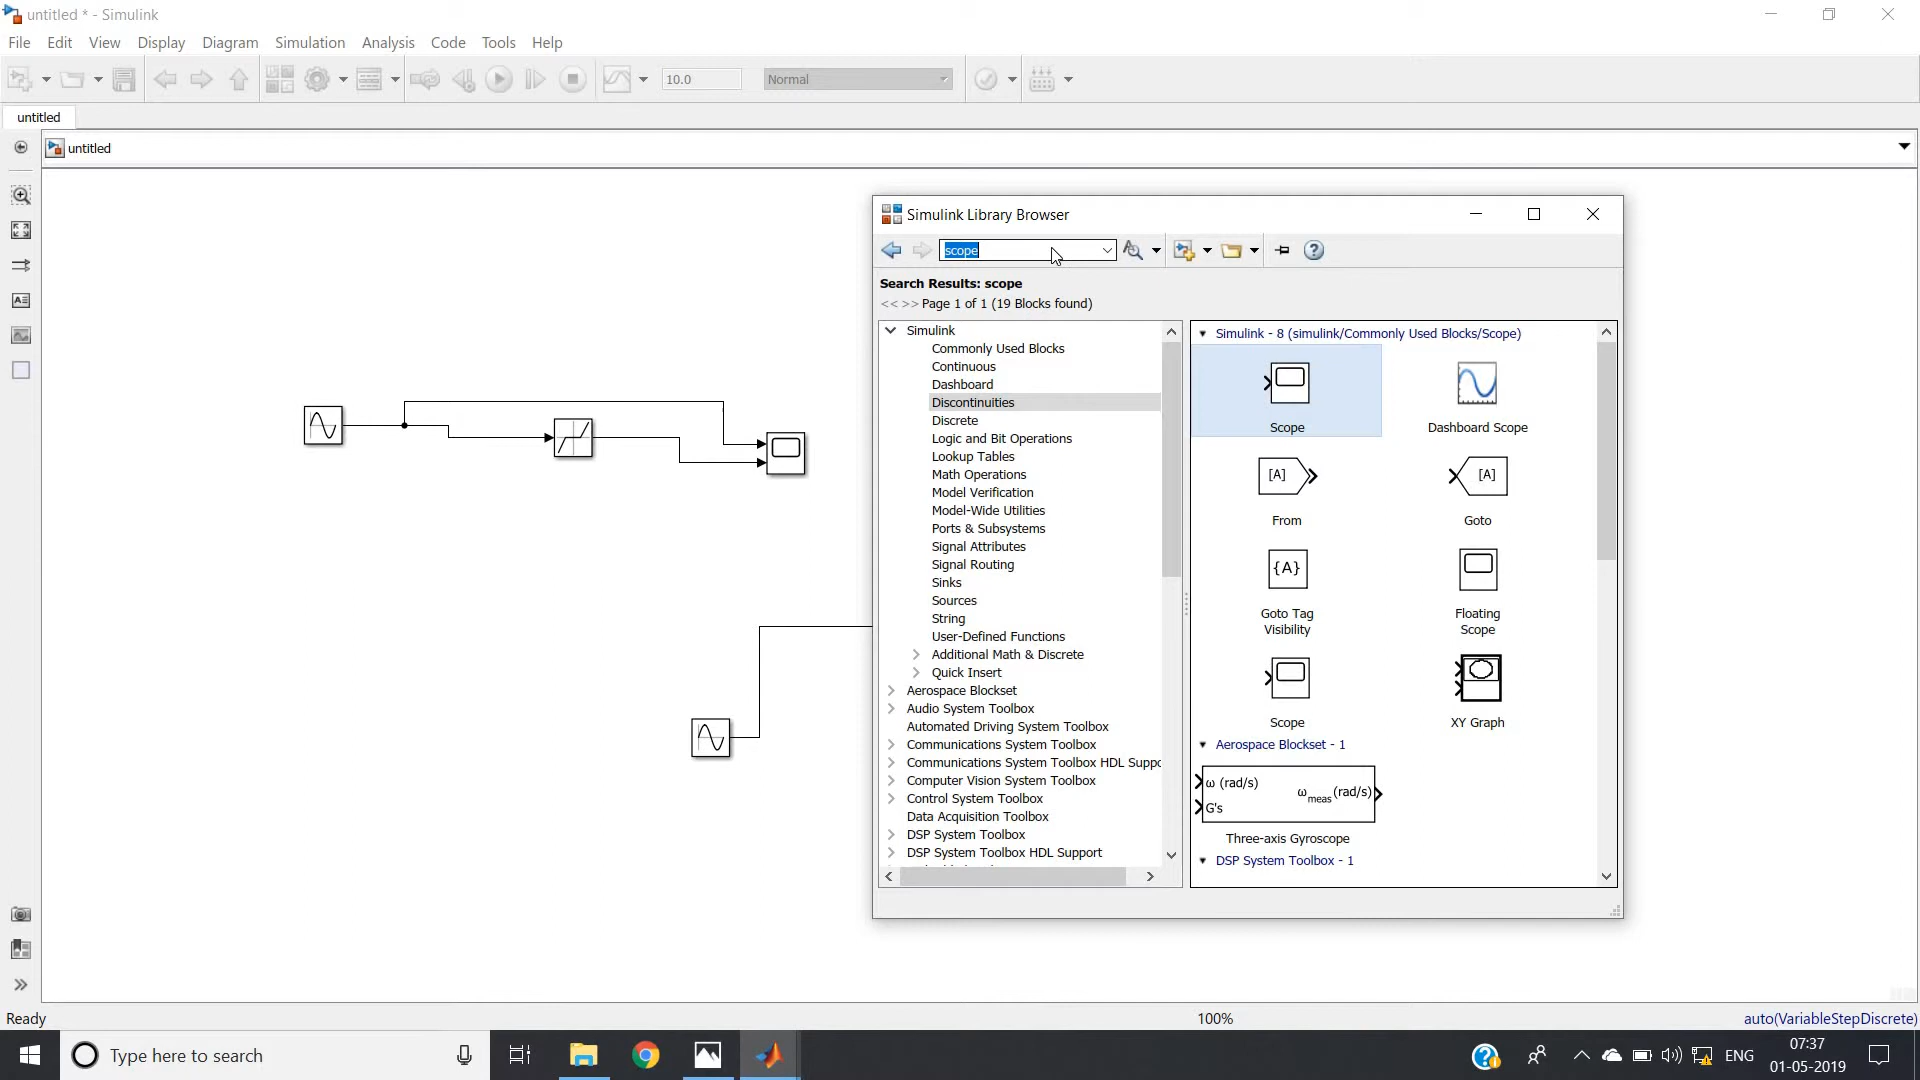 untitled * - Simulink
File Edit View Display Diagram Simulation Analysis Code Tools Help
10.0 Normal
untitled
untitled
Simulink Library Browser
scope
Search Results: scope
<< >> Page 1 of 1 (19 Blocks found)
Simulink
Commonly Used Blocks
Continuous
Dashboard
Discontinuities
Discrete
Logic and Bit Operations
Lookup Tables
Math Operations
Model Verification
Model-Wide Utilities
Ports & Subsystems
Signal Attributes
Signal Routing
Sinks
Sources
String
User-Defined Functions
Additional Math & Discrete
Quick Insert
Aerospace Blockset
Audio System Toolbox
Automated Driving System Toolbox
Communications System Toolbox
Communications System Toolbox HDL Suppo
Computer Vision System Toolbox
Control System Toolbox
Data Acquisition Toolbox
DSP System Toolbox
DSP System Toolbox HDL Support
Simulink - 8 (simulink/Commonly Used Blocks/Scope)
Scope Dashboard Scope
[A] [A]
From Goto
{A}
Goto Tag Visibility
Floating Scope
Scope XY Graph
Aerospace Blockset - 1
ω (rad/s)
G's
ωmeas(rad/s)
Three-axis Gyroscope
DSP System Toolbox - 1
Ready 100% auto(VariableStepDiscrete)
Type here to search
ENG
07:37
01-05-2019